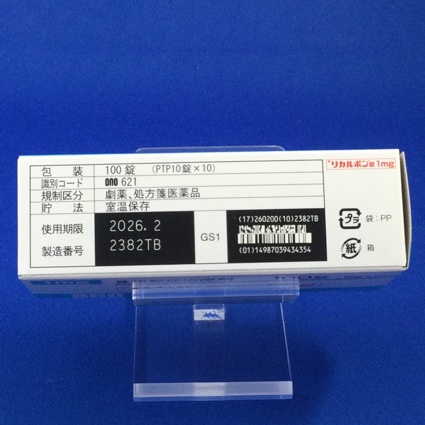 包 装 100錠 (PTP10錠×10)
識別コード ono 621
規制区分 劇薬、処方箋医薬品
貯 法 室温保存
使用期限 2026.2
製造番号 2382TB
GS1
(17)260200(10)2382TB
(01)14987039434354
リカルボン錠1mg
プラ 袋:PP
紙 箱